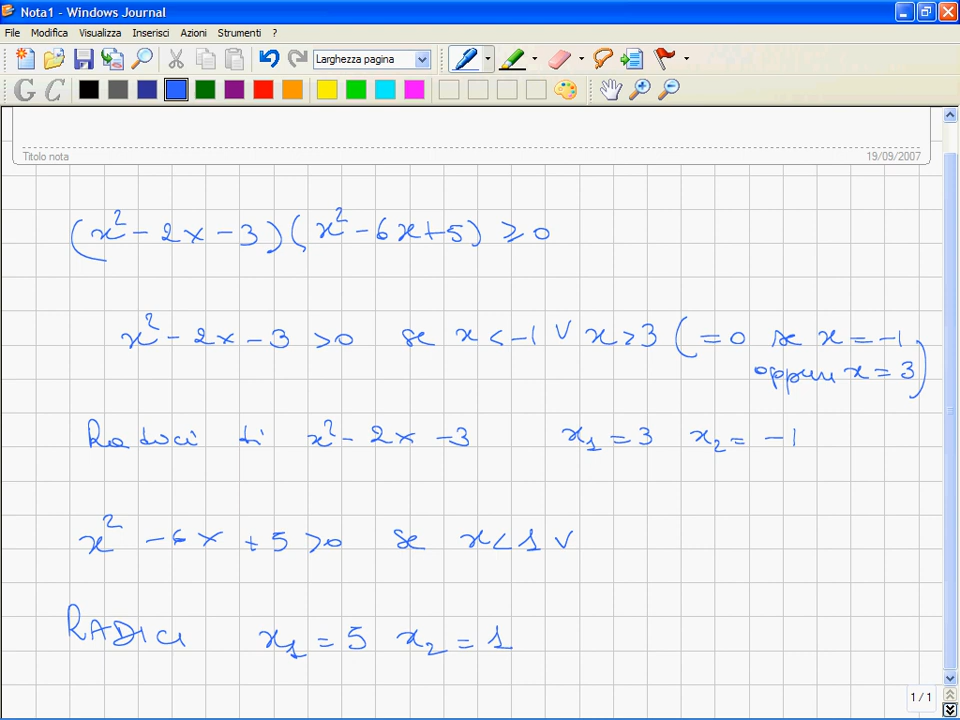 Nota1 - Windows Journal
File Modifica Visualizza Inserisci Azioni Strumenti ?
Larghezza pagina
G C
Titolo nota 19/09/2007
(x² - 2x - 3)(x² - 6x + 5) ≥ 0
x² - 2x - 3 > 0 se x < -1 ∨ x > 3 (= 0 se x = -1
oppure x = 3)
Radici di x² - 2x - 3 x₁ = 3 x₂ = -1
x² - 6x + 5 > 0 se x < 1 ∨
RADICI x₁ = 5 x₂ = 1
1 / 1